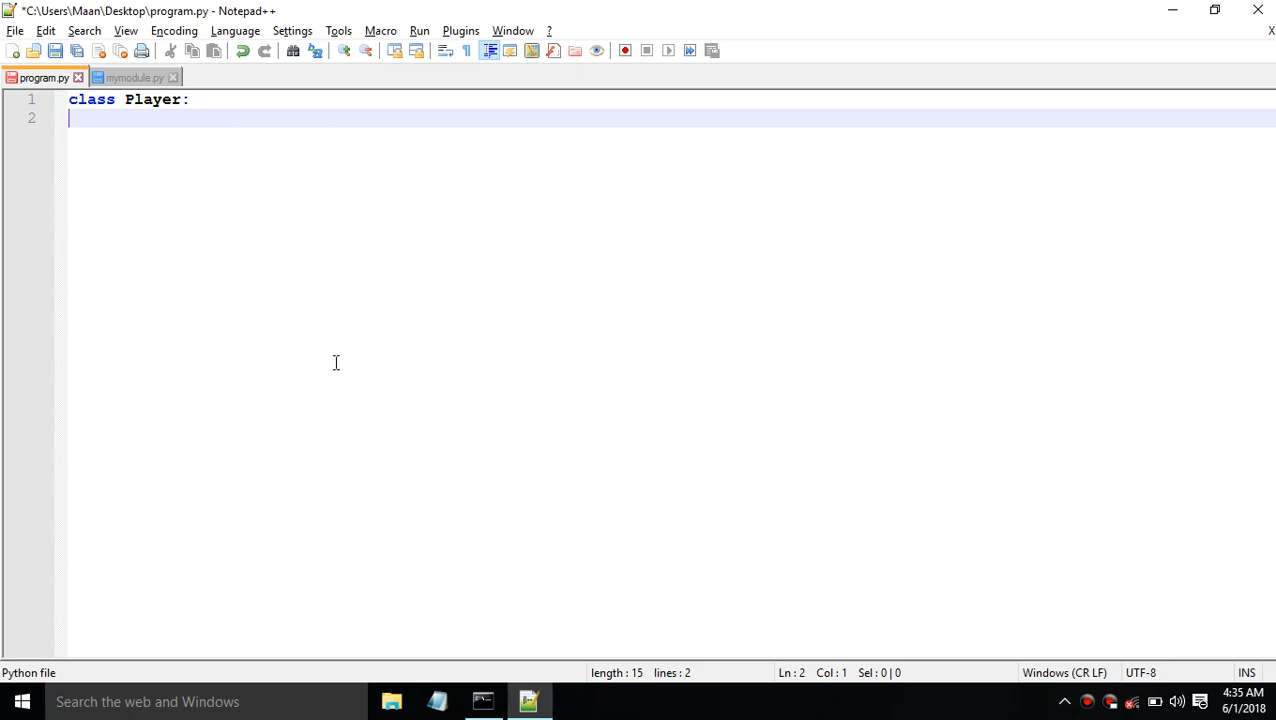 *C:\Users\Maan\Desktop\program.py - Notepad++
File Edit Search View Encoding Language Settings Tools Macro Run Plugins Window ? X
program.py mymodule.py
1 class Player:
2
Python file length : 15 lines : 2 Ln : 2 Col : 1 Sel : 0 | 0 Windows (CR LF) UTF-8 INS
Search the web and Windows 4:35 AM
6/1/2018